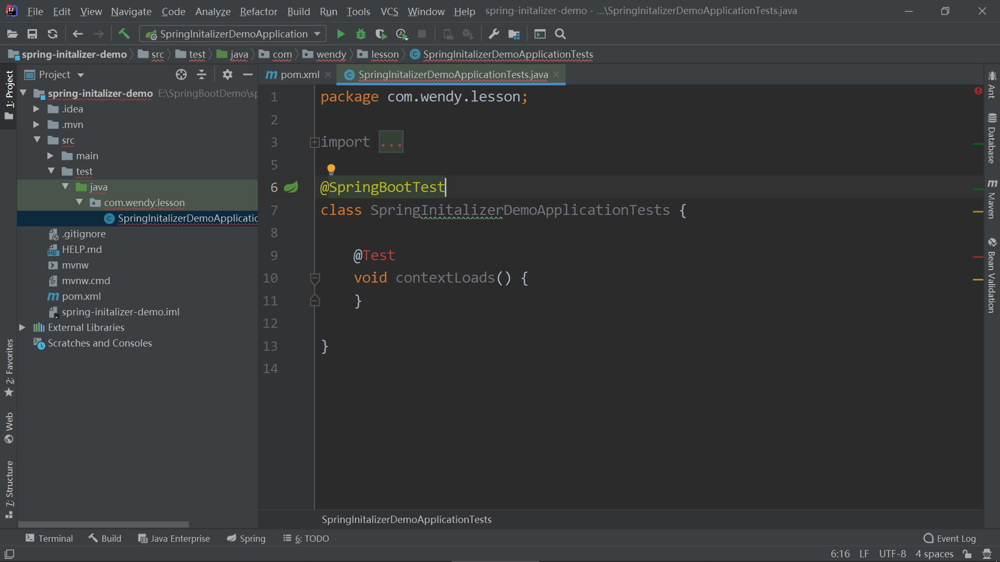 File Edit View Navigate Code Analyze Refactor Build Run Tools VCS Window Help spring-initalizer-demo - ...\SpringInitalizerDemoApplicationTests.java
SpringInitalizerDemoApplication
spring-initalizer-demo src test java com wendy lesson SpringInitalizerDemoApplicationTests
1: Project
2: Favorites
Web
7: Structure
Project
spring-initalizer-demo E:\SpringBootDemo\sp
.idea
.mvn
src
main
test
java
com.wendy.lesson
SpringInitalizerDemoApplicatio
.gitignore
HELP.md
mvnw
mvnw.cmd
pom.xml
spring-initalizer-demo.iml
External Libraries
Scratches and Consoles
pom.xml SpringInitalizerDemoApplicationTests.java
1 package com.wendy.lesson;
2
3 import ...
5
6 @SpringBootTest
7 class SpringInitalizerDemoApplicationTests {
8
9 @Test
10 void contextLoads() {
11 }
12
13 }
14
SpringInitalizerDemoApplicationTests
Ant
Database
Maven
Bean Validation
Terminal Build Java Enterprise Spring 6: TODO Event Log
6:16 LF UTF-8 4 spaces